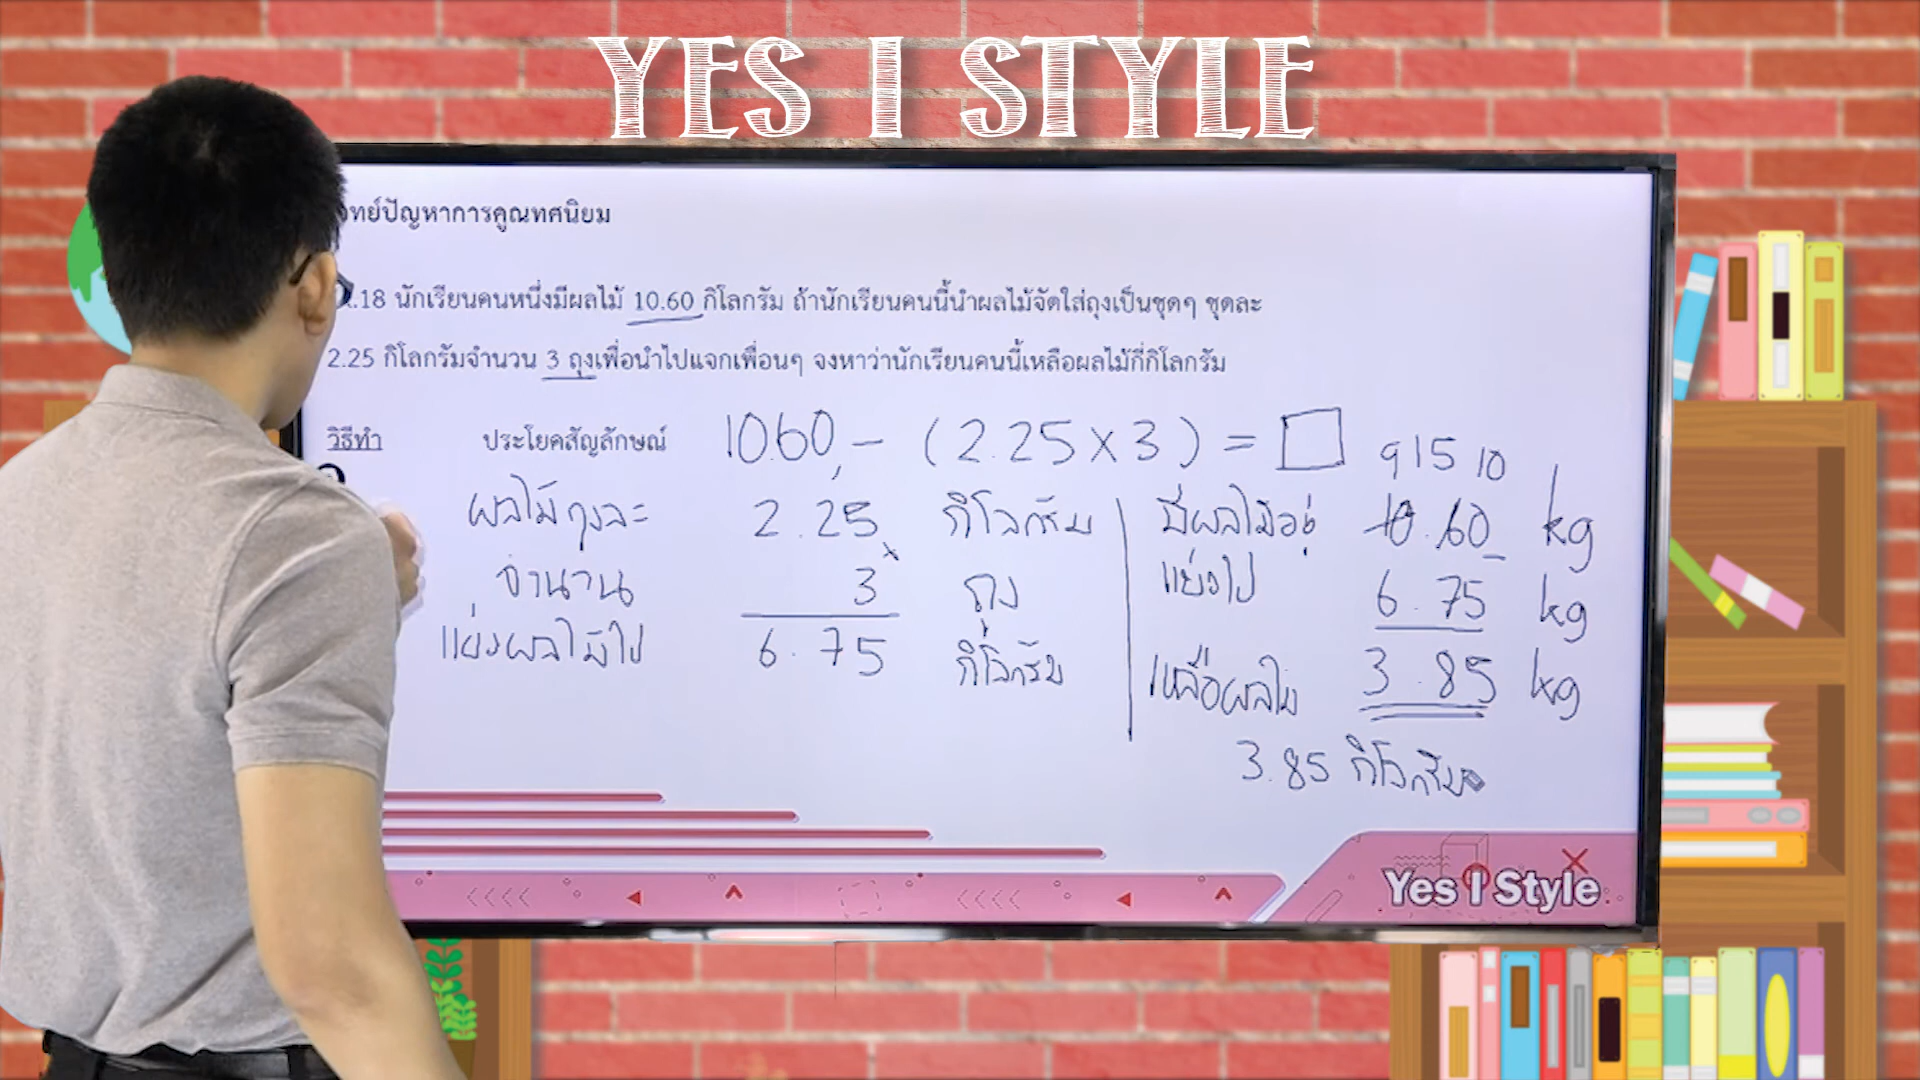 YES I STYLE
โจทย์ปัญหาการคูณทศนิยม
.18 นักเรียนคนหนึ่งมีผลไม้ 10.60 กิโลกรัม ถ้านักเรียนคนนี้นำผลไม้จัดใส่ถุงเป็นชุดๆ ชุดละ
2.25 กิโลกรัมจำนวน 3 ถุงเพื่อนำไปแจกเพื่อนๆ จงหาว่านักเรียนคนนี้เหลือผลไม้กี่กิโลกรัม
วิธีทำ ประโยคสัญลักษณ์ 10.60 - (2.25 × 3) = □
ผลไม้ถุงละ 2.25 กิโลกรัม
จำนวน 3 ถุง
×
แบ่งผลไม้ไป 6.75 กิโลกรัม
9 15 10
มีผลไม้อยู่ 10.60 kg
-
แบ่งไป 6.75 kg
เหลือผลไม้ 3.85 kg
3.85 กิโลกรัม
Yes I Style